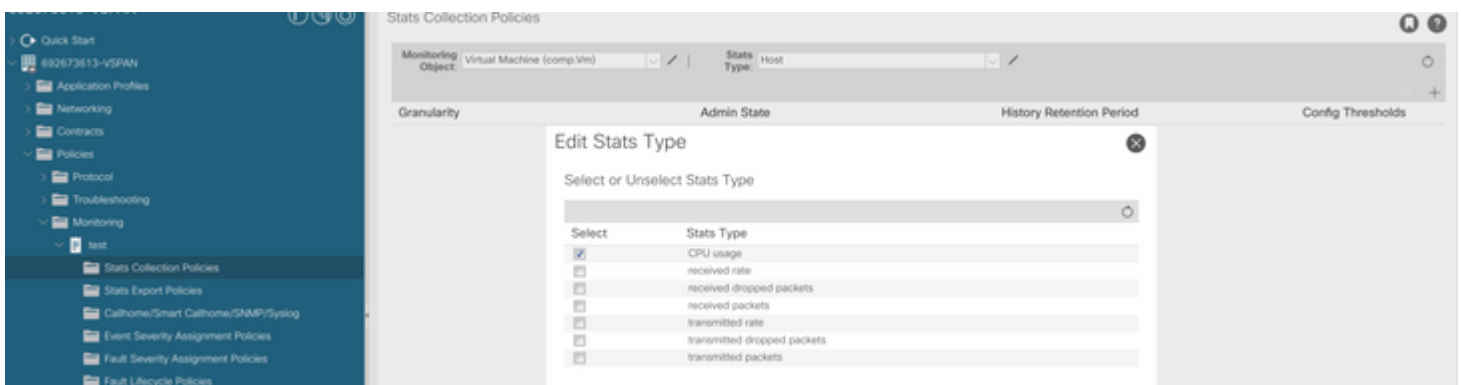 Stats Collection Policies
Quick Start
692673613-VSPAN
Application Profiles
Networking
Contracts
Policies
Protocol
Troubleshooting
Monitoring
test
Stats Collection Policies
Stats Export Policies
Callhome/Smart Callhome/SNMP/Syslog
Event Severity Assignment Policies
Fault Severity Assignment Policies
Fault Lifecycle Policies
Monitoring Object: Virtual Machine (comp.Vm) Stats Type: Host
Granularity Admin State History Retention Period Config Thresholds
Edit Stats Type
Select or Unselect Stats Type
Select Stats Type
CPU usage
received rate
received dropped packets
received packets
transmitted rate
transmitted dropped packets
transmitted packets